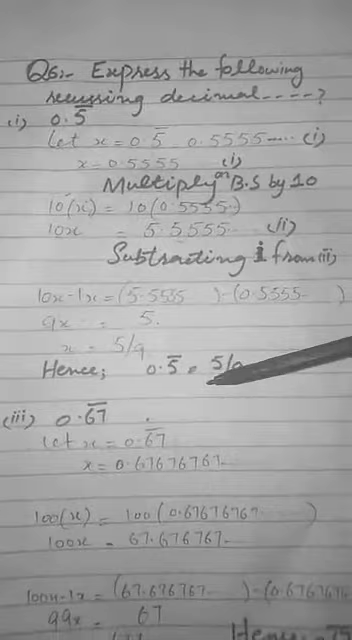 Q6:- Express the following
recurring decimal ----?
(i) 0.5̅
Let x = 0.5̅ 0.5555---- (i)
x = 0.5555 (i)
Multiply on B.S by 10
10(x) = 10(0.5555..)
10x = 5.5555.. (ii)
Subtracting i from (ii)
10x-1x = (5.5555 )-(0.5555- )
9x = 5.
x = 5/9
Hence; 0.5̅ = 5/9
(iii) 0.6̅7̅
Let x = 0.6̅7̅
x = 0.67676767-
100(x) = 100(0.67676767 )
100x = 67.676767-
100x-1x = (67.676767- )-(0.676767
99x = 67
Hence